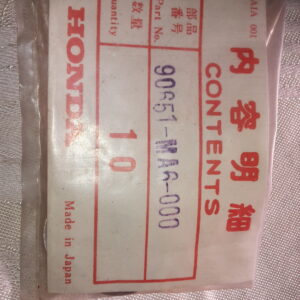 内容明細
CONTENTS
部品番号
Part No.
90651-MA6-000
数量
Quantity
10
HONDA
Made in Japan